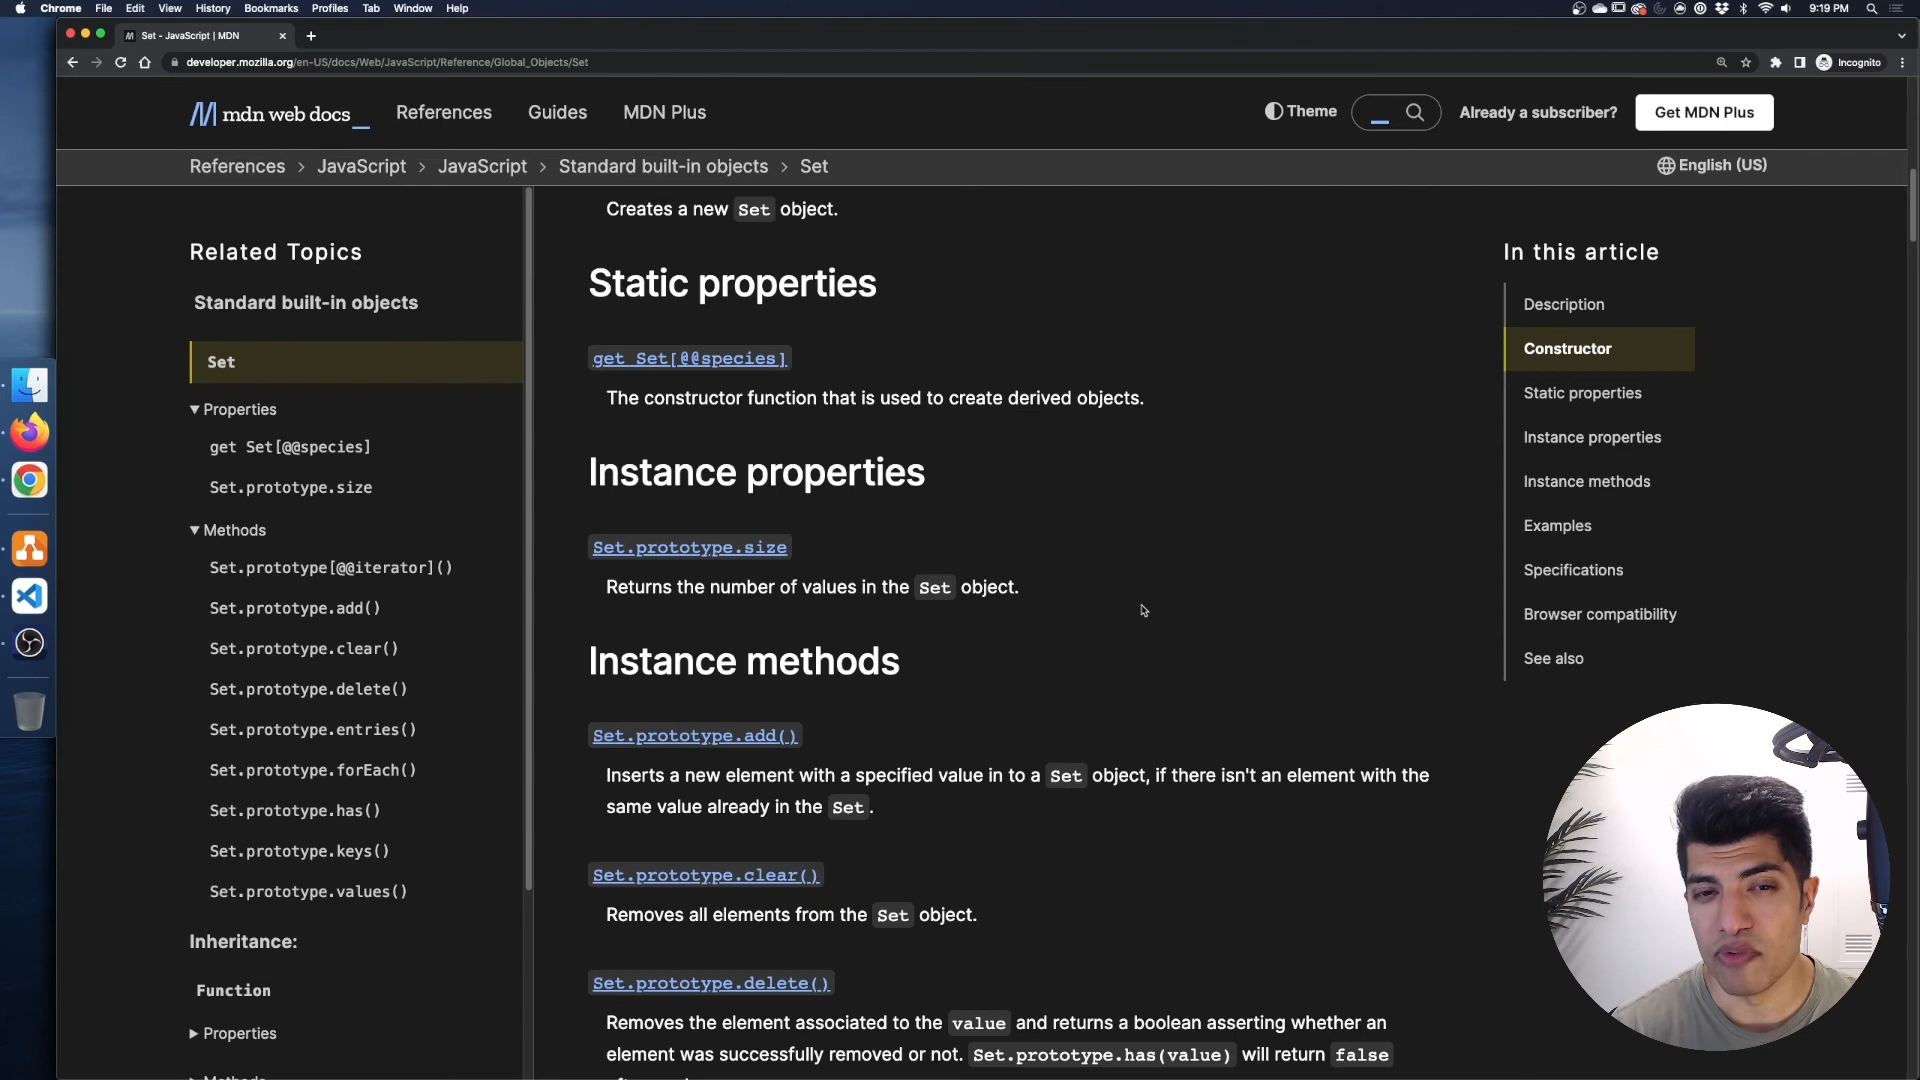 Chrome File Edit View History Bookmarks Profiles Tab Window Help
9:19 PM
Set - JavaScript | MDN
developer.mozilla.org/en-US/docs/Web/JavaScript/Reference/Global_Objects/Set
Incognito
mdn web docs_
References
Guides
MDN Plus
Theme
Already a subscriber?
Get MDN Plus
References > JavaScript > JavaScript > Standard built-in objects > Set
English (US)
Related Topics
Standard built-in objects
Set
Properties
get Set[@@species]
Set.prototype.size
Methods
Set.prototype[@@iterator]()
Set.prototype.add()
Set.prototype.clear()
Set.prototype.delete()
Set.prototype.entries()
Set.prototype.forEach()
Set.prototype.has()
Set.prototype.keys()
Set.prototype.values()
Inheritance:
Function
Properties
Creates a new Set object.
Static properties
get Set[@@species]
The constructor function that is used to create derived objects.
Instance properties
Set.prototype.size
Returns the number of values in the Set object.
Instance methods
Set.prototype.add()
Inserts a new element with a specified value in to a Set object, if there isn't an element with the
same value already in the Set.
Set.prototype.clear()
Removes all elements from the Set object.
Set.prototype.delete()
Removes the element associated to the value and returns a boolean asserting whether an
element was successfully removed or not. Set.prototype.has(value) will return false
In this article
Description
Constructor
Static properties
Instance properties
Instance methods
Examples
Specifications
Browser compatibility
See also